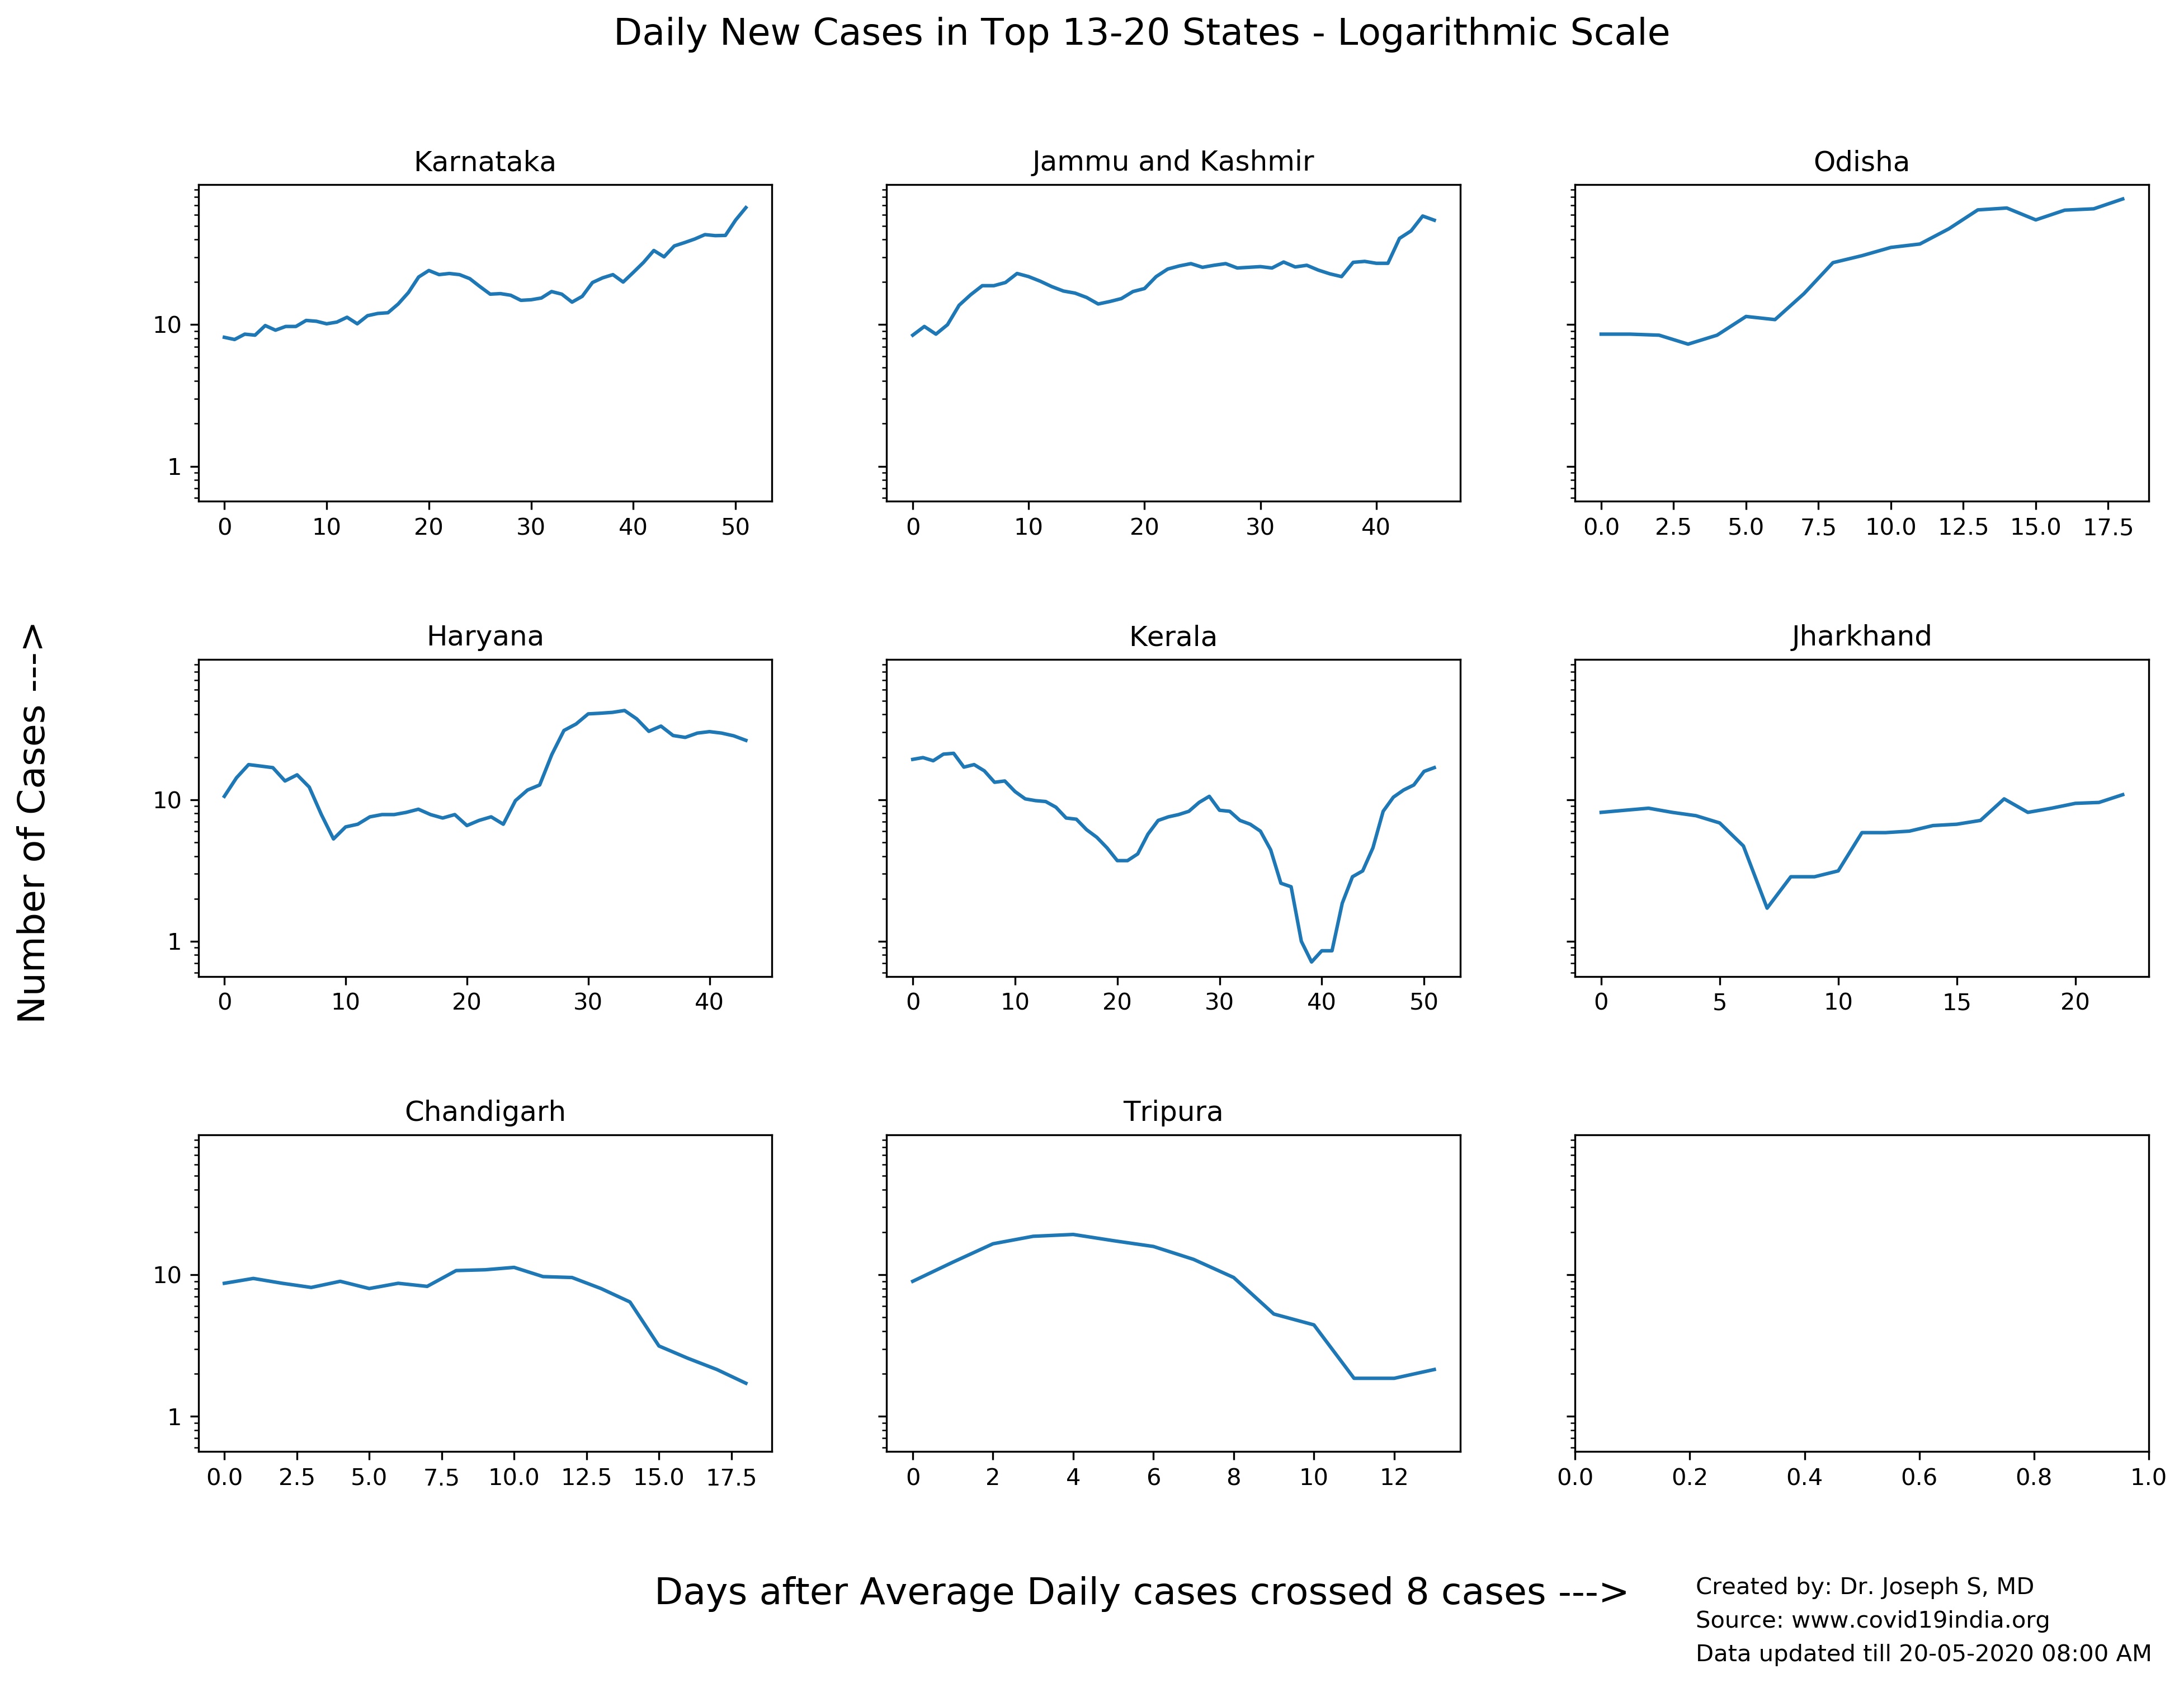 Daily New Cases in Top 13-20 States - Logarithmic Scale
Karnataka
Jammu and Kashmir
Odisha
10
1
0 10 20 30 40 50
0 10 20 30 40
0.0 2.5 5.0 7.5 10.0 12.5 15.0 17.5
Number of Cases --->
Haryana
Kerala
Jharkhand
10
1
0 10 20 30 40
0 10 20 30 40 50
0 5 10 15 20
Chandigarh
Tripura
10
1
0.0 2.5 5.0 7.5 10.0 12.5 15.0 17.5
0 2 4 6 8 10 12
0.0 0.2 0.4 0.6 0.8 1.0
Days after Average Daily cases crossed 8 cases --->
Created by: Dr. Joseph S, MD
Source: www.covid19india.org
Data updated till 20-05-2020 08:00 AM